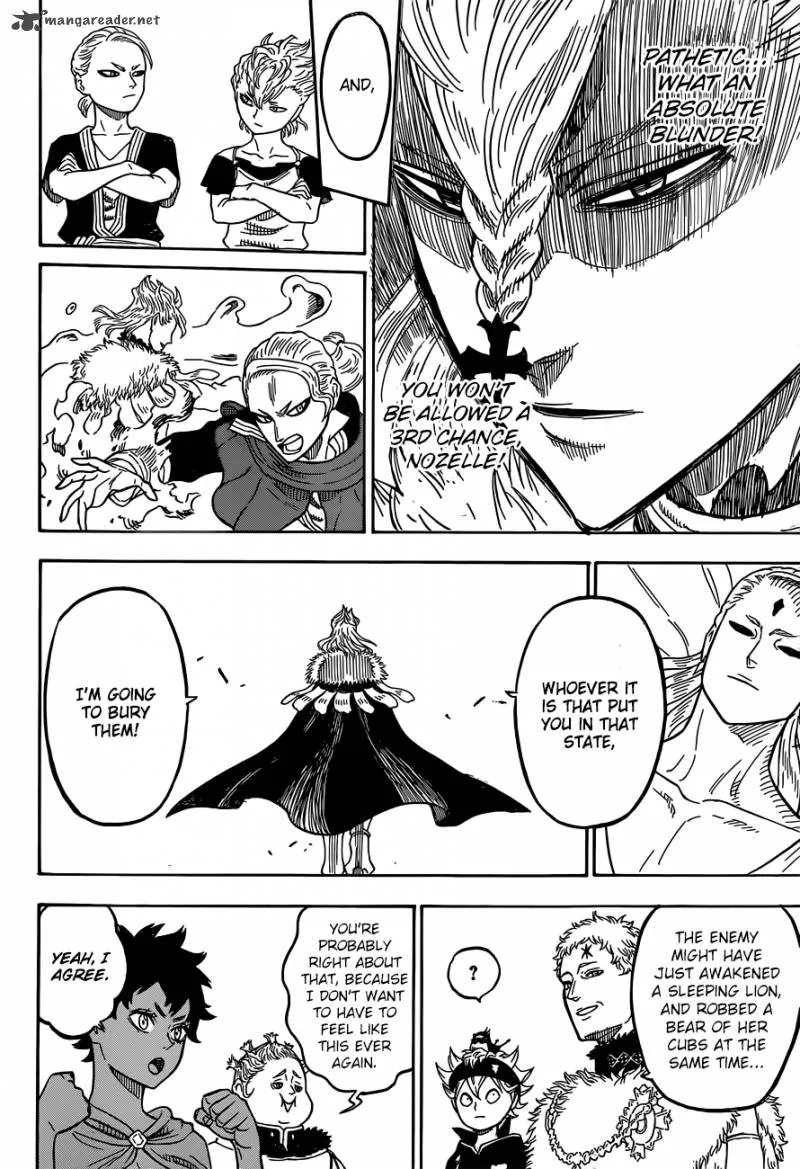 mangareader.net
PATHETIC...
WHAT AN
ABSOLUTE
BLUNDER!
YOU WON'T
BE ALLOWED A
3RD CHANCE,
NOZELLE!
AND,
WHOEVER IT
IS THAT PUT
YOU IN THAT
STATE,
I'M GOING
TO BURY
THEM!
THE ENEMY
MIGHT HAVE
JUST AWAKENED
A SLEEPING LION,
AND ROBBED A
BEAR OF HER
CUBS AT THE
SAME TIME...
?
YOU'RE
PROBABLY
RIGHT ABOUT
THAT, BECAUSE
I DON'T WANT
TO HAVE TO
FEEL LIKE
THIS EVER
AGAIN.
YEAH, I
AGREE.